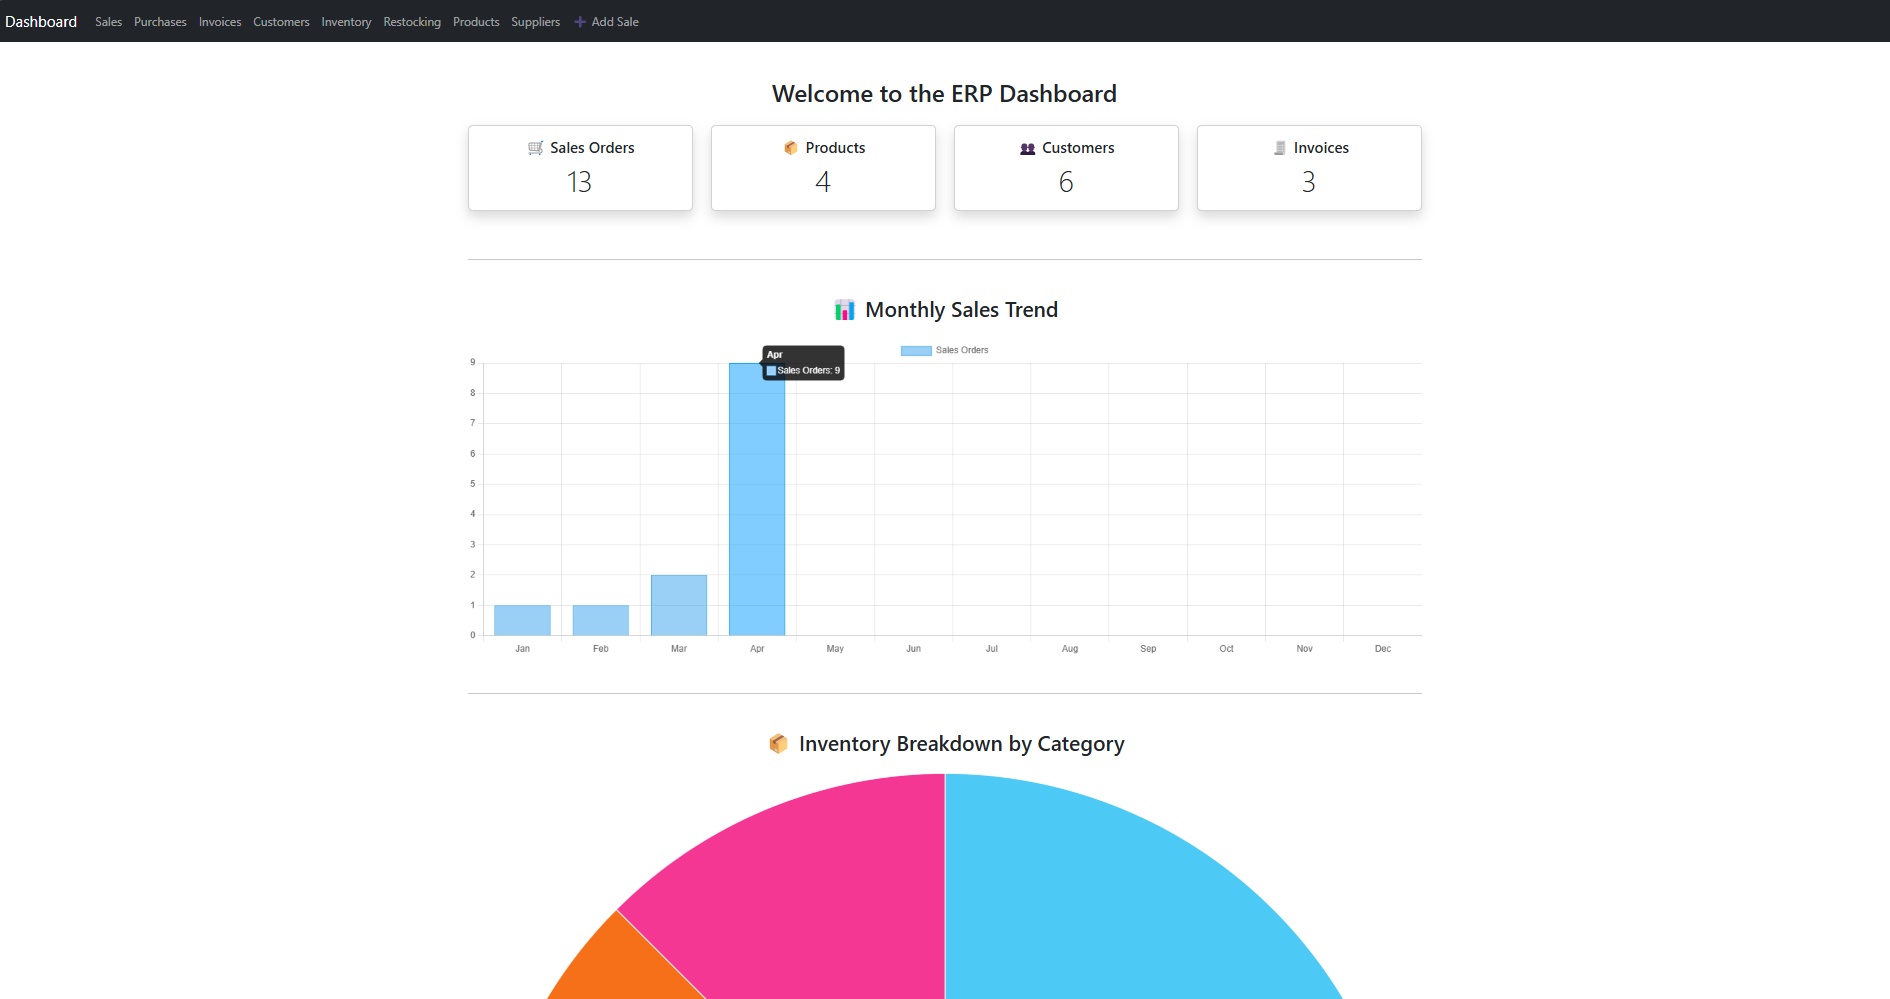 Dashboard Sales Purchases Invoices Customers Inventory Restocking Products Suppliers ➕ Add Sale
Welcome to the ERP Dashboard
🛒 Sales Orders
13
📦 Products
4
👥 Customers
6
🧾 Invoices
3
📊 Monthly Sales Trend
Sales Orders
Apr
Sales Orders: 9
9
8
7
6
5
4
3
2
1
0
Jan Feb Mar Apr May Jun Jul Aug Sep Oct Nov Dec
📦 Inventory Breakdown by Category